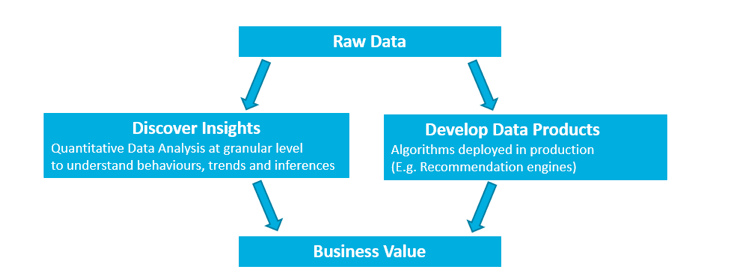 Raw Data
Discover Insights
Quantitative Data Analysis at granular level
to understand behaviours, trends and inferences
Develop Data Products
Algorithms deployed in production
(E.g. Recommendation engines)
Business Value